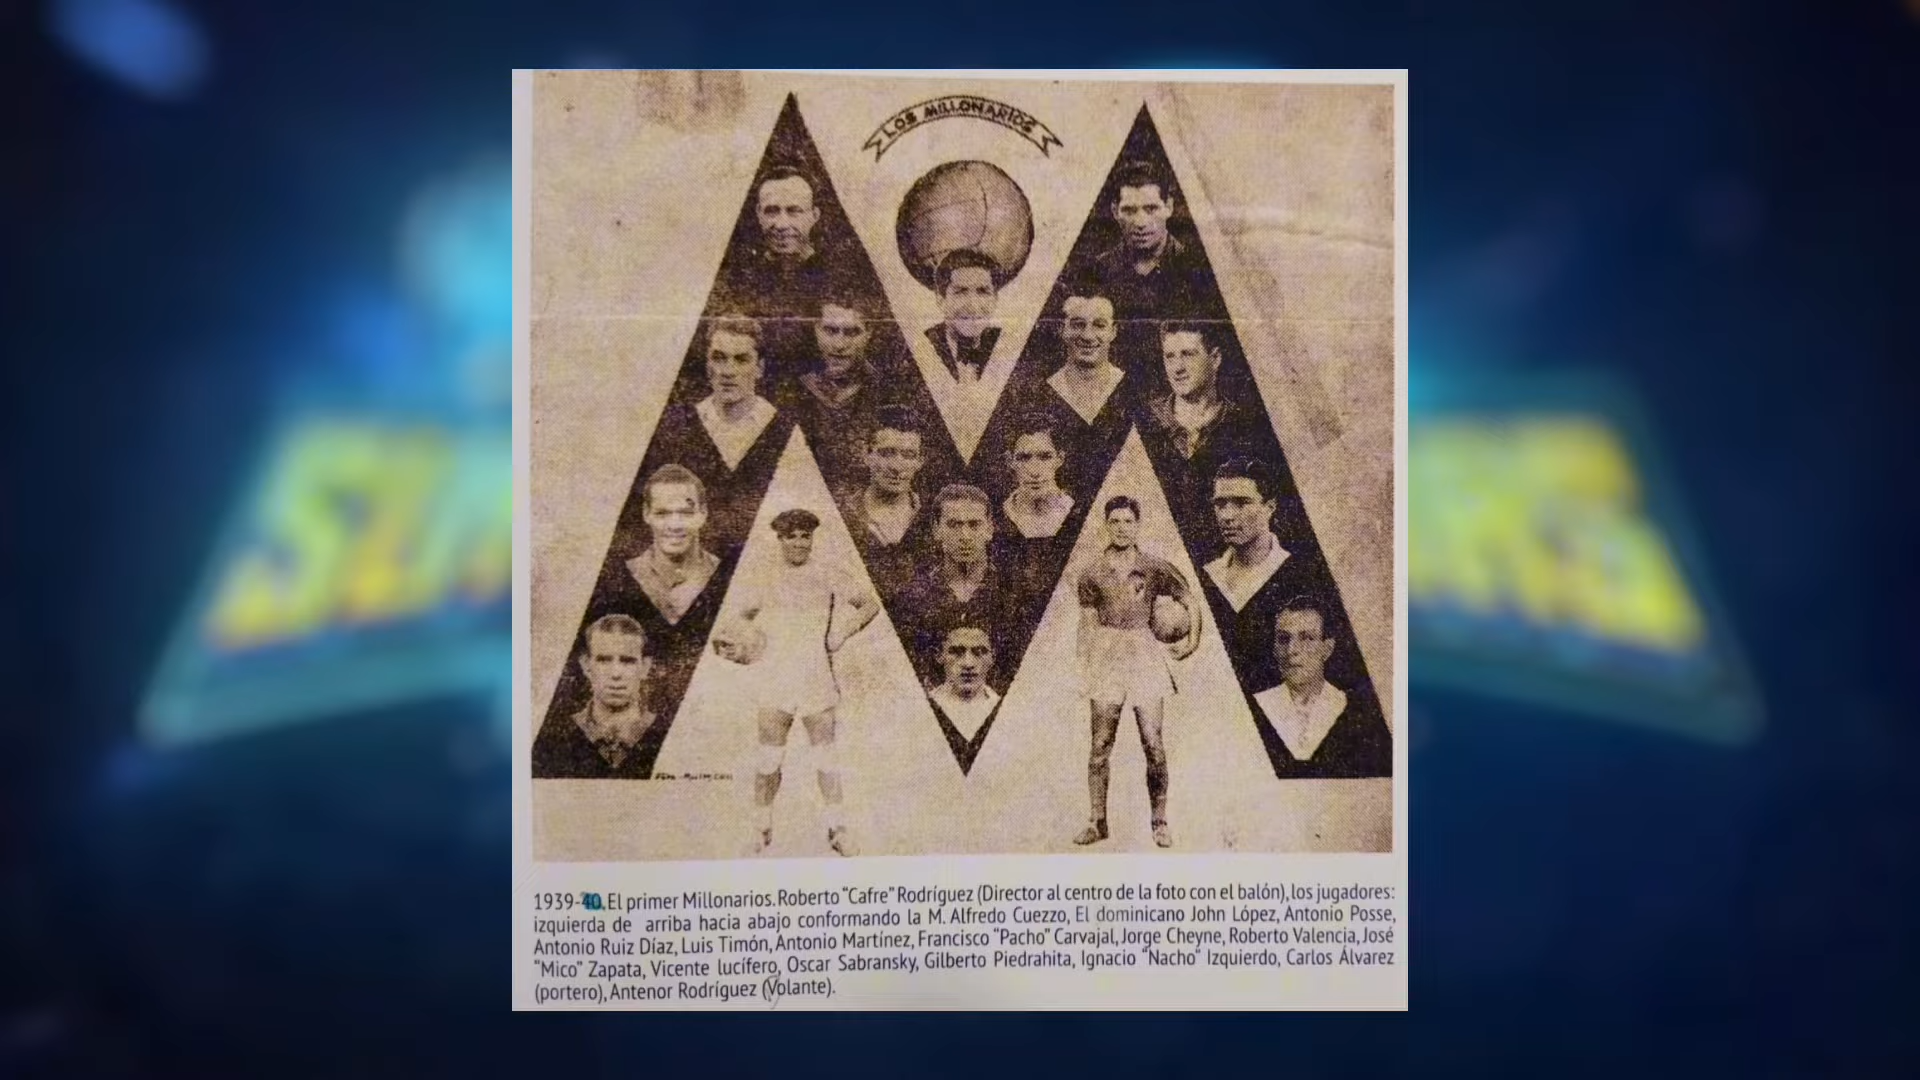 LOS MILLONARIOS
1939-40. El primer Millonarios. Roberto “Cafre” Rodríguez (Director al centro de la foto con el balón), los jugadores:
izquierda de arriba hacia abajo conformando la M. Alfredo Cuezzo, El dominicano John López, Antonio Posse,
Antonio Ruiz Díaz, Luis Timón, Antonio Martínez, Francisco “Pacho” Carvajal, Jorge Cheyne, Roberto Valencia, José
“Mico” Zapata, Vicente lucífero, Oscar Sabransky, Gilberto Piedrahita, Ignacio “Nacho” Izquierdo, Carlos Álvarez
(portero), Antenor Rodríguez (Volante).